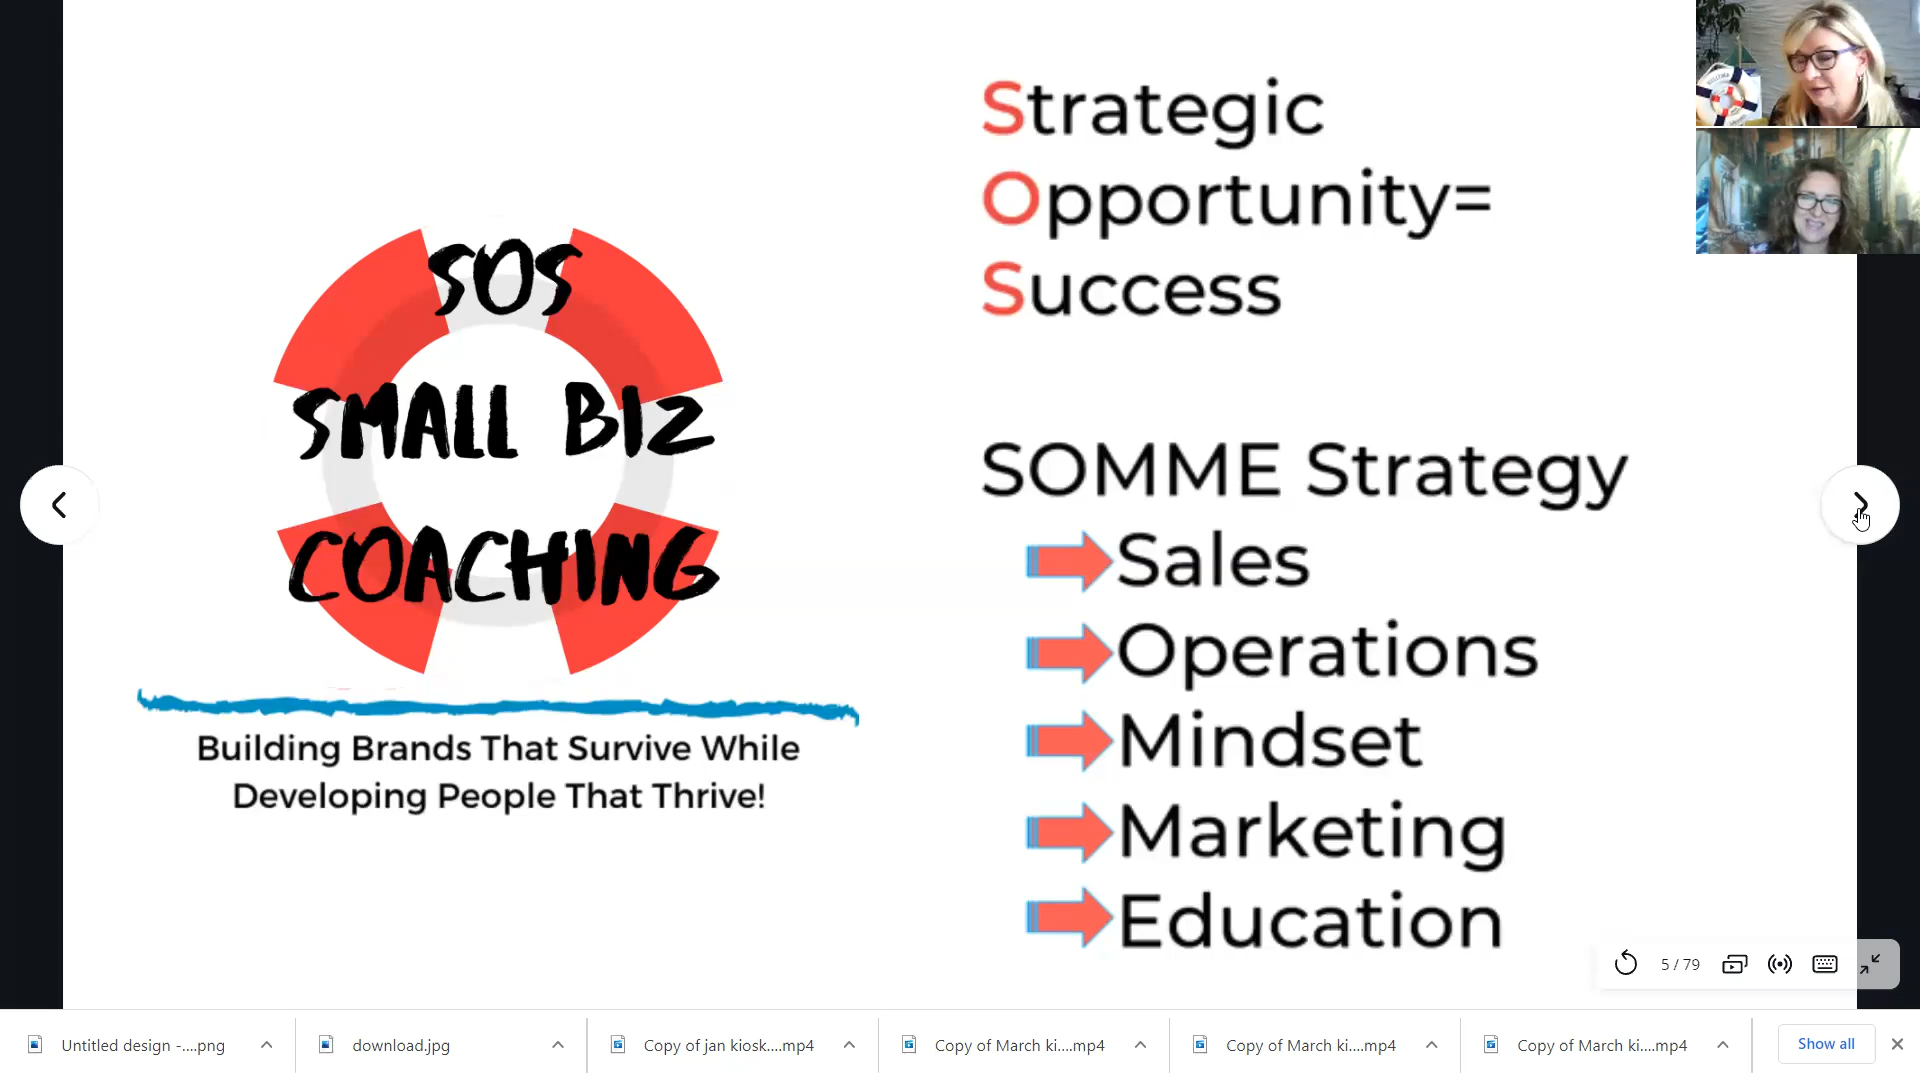 SOS
SMALL BIZ
COACHING
Building Brands That Survive While
Developing People That Thrive!
Strategic
Opportunity=
Success
SOMME Strategy
Sales
Operations
Mindset
Marketing
Education
5 / 79
Untitled design -....png
download.jpg
Copy of jan kiosk....mp4
Copy of March ki....mp4
Copy of March ki....mp4
Copy of March ki....mp4
Show all